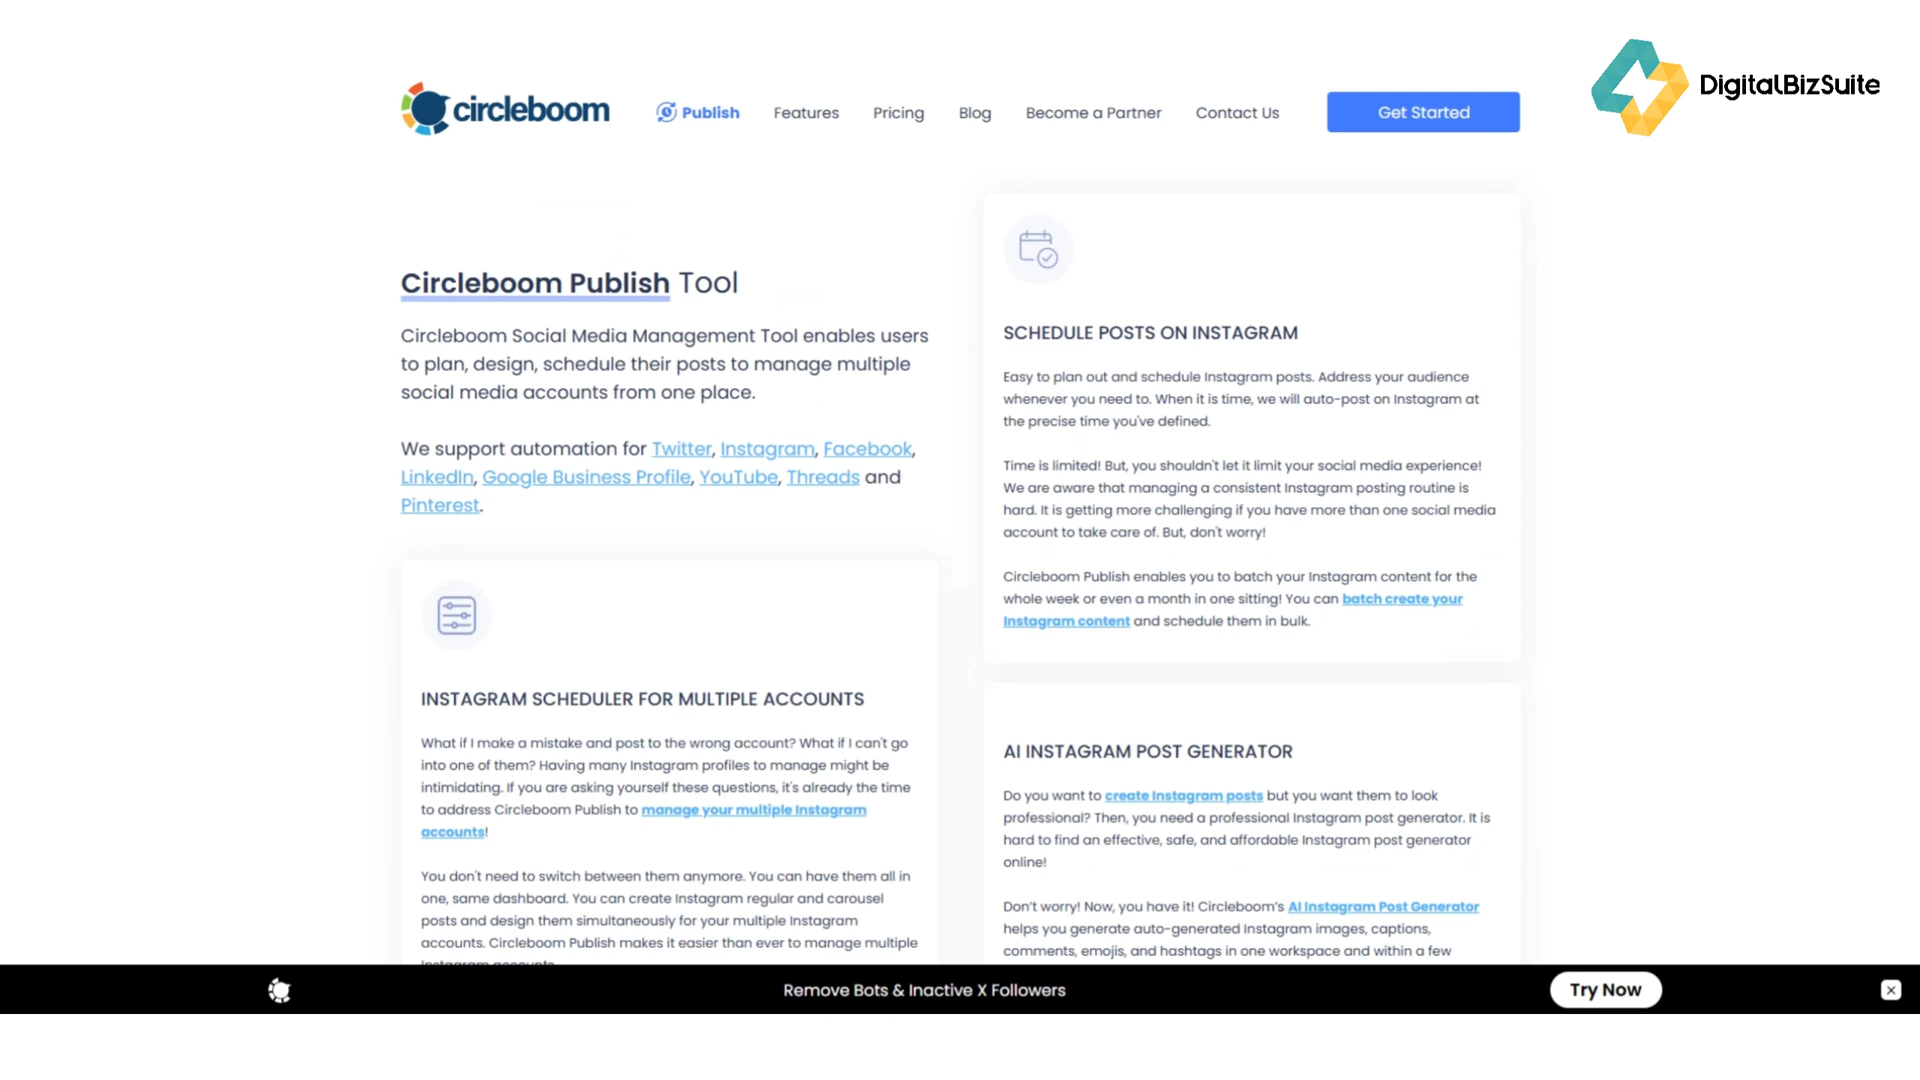 circleboom
Publish
Features
Pricing
Blog
Become a Partner
Contact Us
Get Started
DigitalBizSuite
Circleboom Publish Tool
Circleboom Social Media Management Tool enables users
to plan, design, schedule their posts to manage multiple
social media accounts from one place.
We support automation for Twitter, Instagram, Facebook,
LinkedIn, Google Business Profile, YouTube, Threads and
Pinterest.
INSTAGRAM SCHEDULER FOR MULTIPLE ACCOUNTS
What if I make a mistake and post to the wrong account? What if I can't go
into one of them? Having many Instagram profiles to manage might be
intimidating. If you are asking yourself these questions, it's already the time
to address Circleboom Publish to manage your multiple Instagram
accounts!
You don't need to switch between them anymore. You can have them all in
one, same dashboard. You can create Instagram regular and carousel
posts and design them simultaneously for your multiple Instagram
accounts. Circleboom Publish makes it easier than ever to manage multiple
Instagram accounts.
SCHEDULE POSTS ON INSTAGRAM
Easy to plan out and schedule Instagram posts. Address your audience
whenever you need to. When it is time, we will auto-post on Instagram at
the precise time you've defined.
Time is limited! But, you shouldn't let it limit your social media experience!
We are aware that managing a consistent Instagram posting routine is
hard. It is getting more challenging if you have more than one social media
account to take care of. But, don't worry!
Circleboom Publish enables you to batch your Instagram content for the
whole week or even a month in one sitting! You can batch create your
Instagram content and schedule them in bulk.
AI INSTAGRAM POST GENERATOR
Do you want to create Instagram posts but you want them to look
professional? Then, you need a professional Instagram post generator. It is
hard to find an effective, safe, and affordable Instagram post generator
online!
Don't worry! Now, you have it! Circleboom's AI Instagram Post Generator
helps you generate auto-generated Instagram images, captions,
comments, emojis, and hashtags in one workspace and within a few
Remove Bots & Inactive X Followers
Try Now